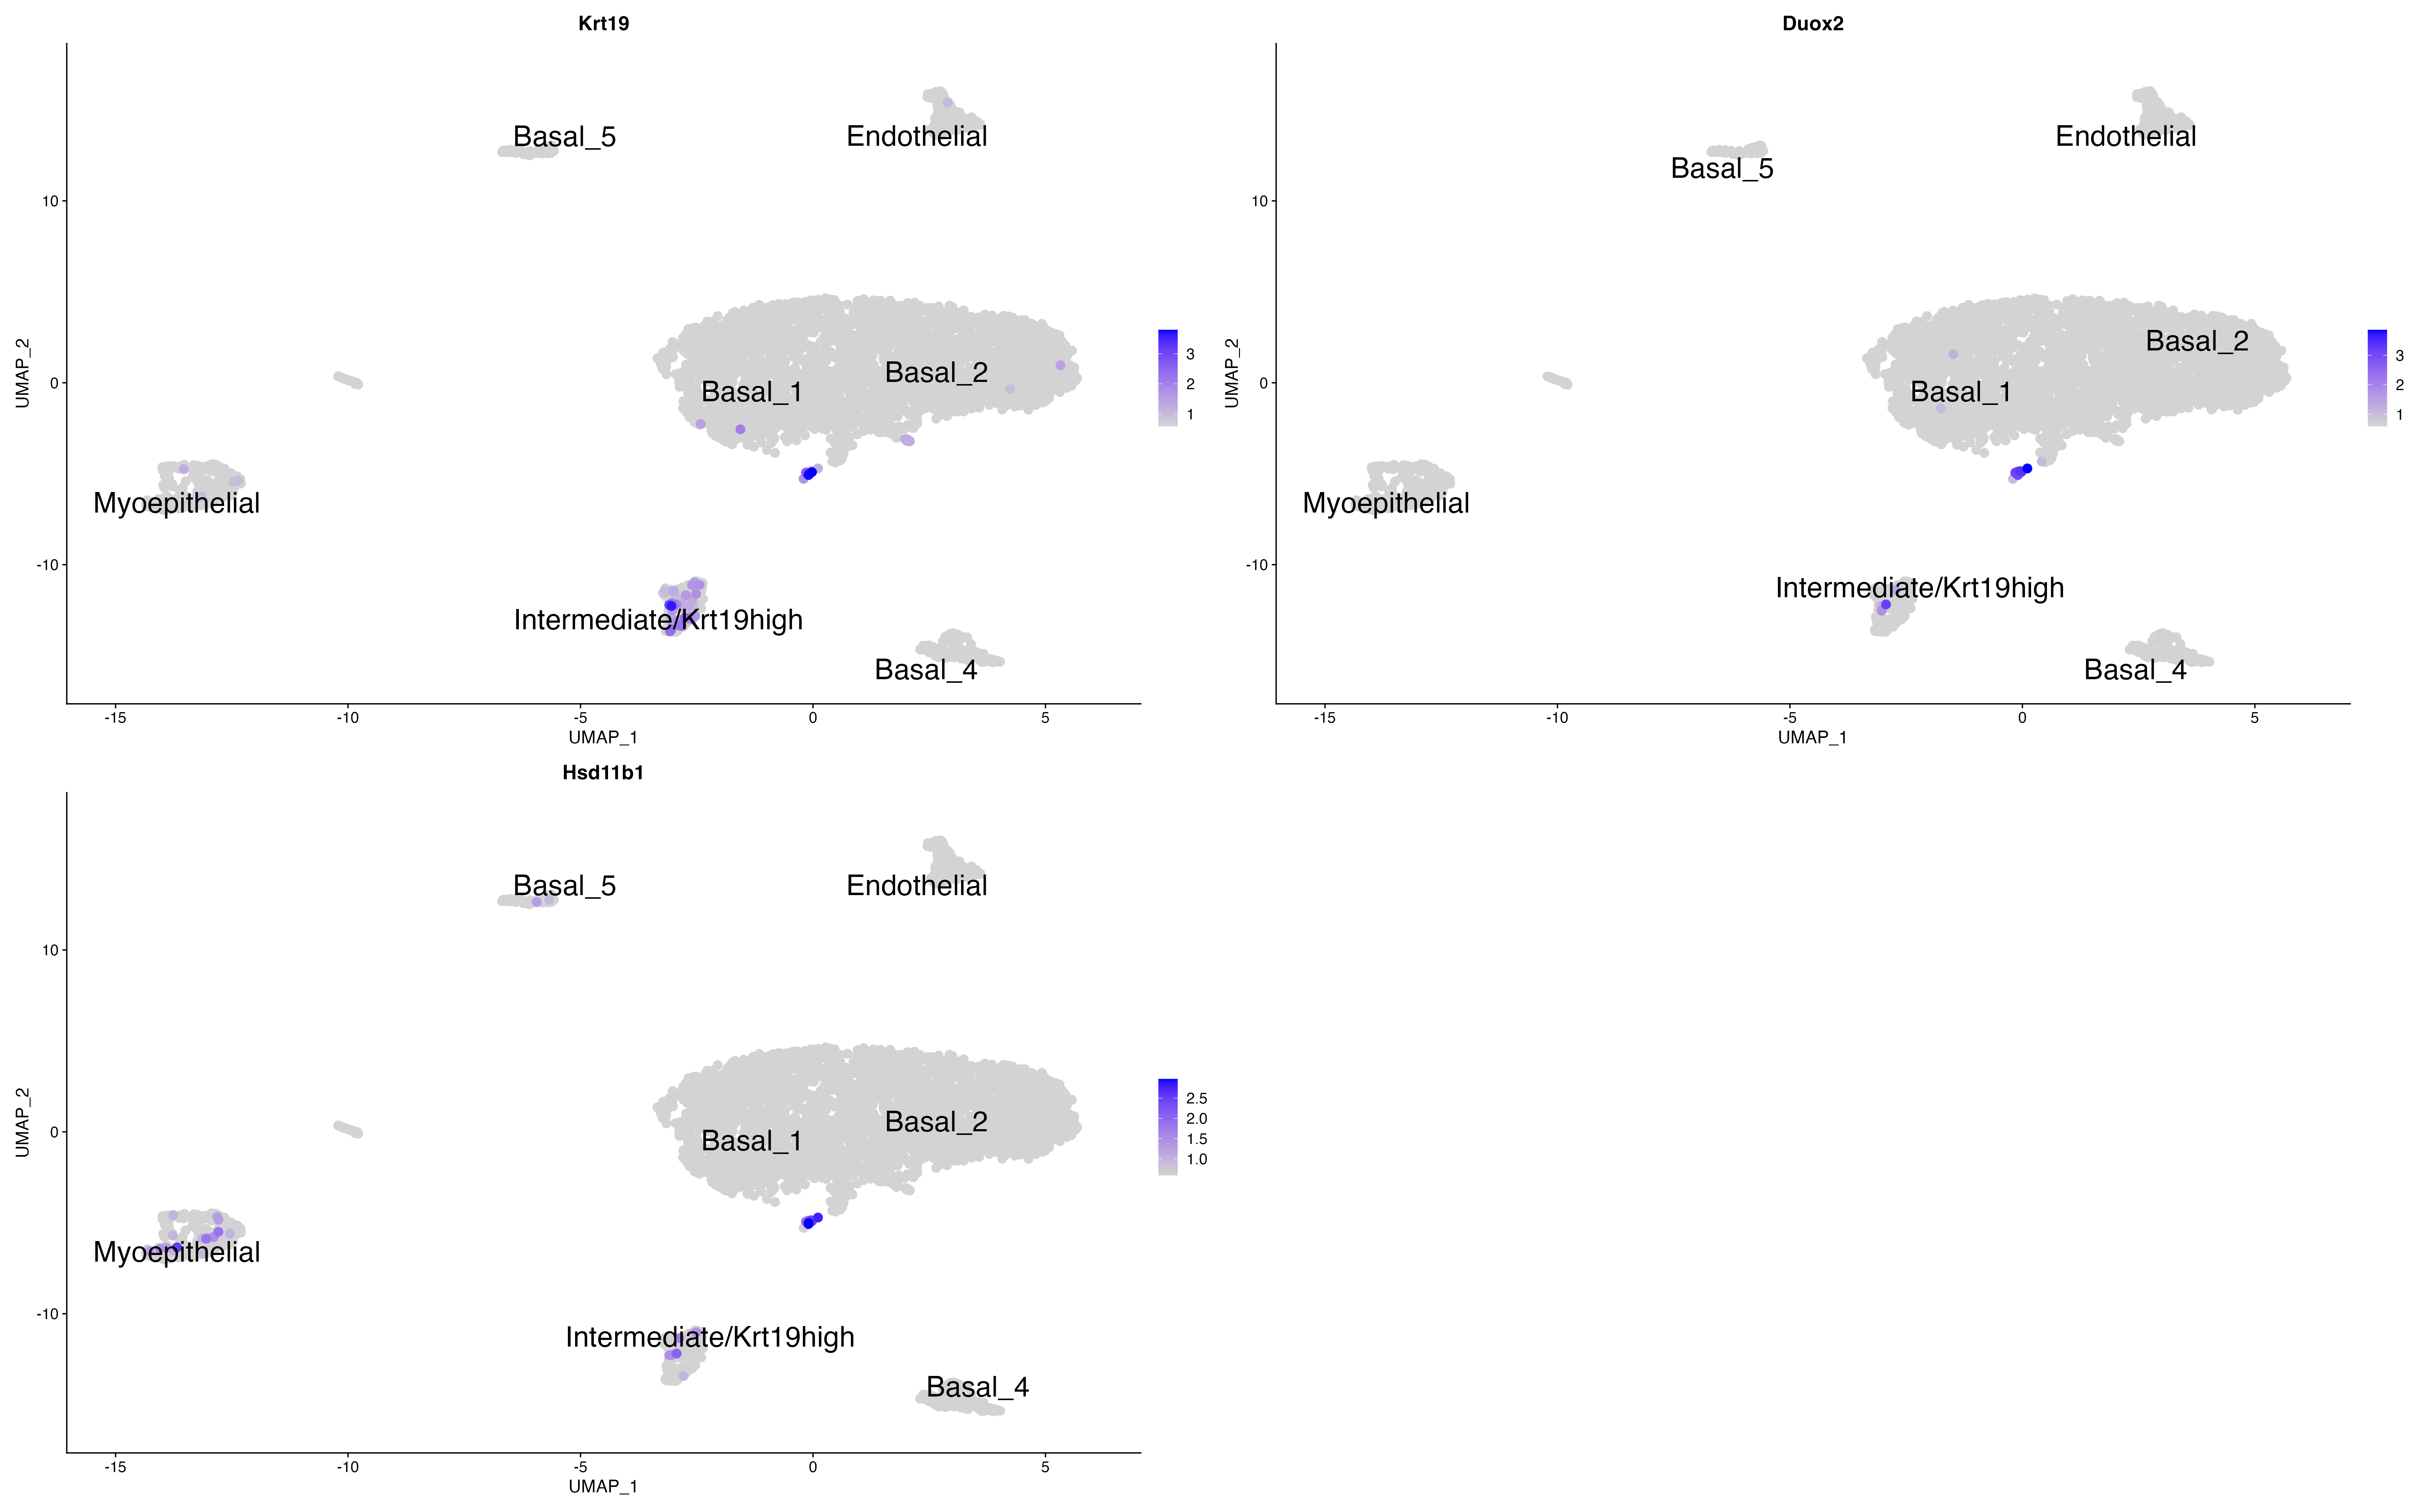 Krt19
UMAP_2
10
0
-10
Basal_5
Endothelial
Basal_2
Basal_1
Myoepithelial
Intermediate/Krt19high
Basal_4
3
2
1
-15
-10
-5
0
5
UMAP_1
Duox2
UMAP_2
10
0
-10
Endothelial
Basal_5
Basal_2
Basal_1
Myoepithelial
Intermediate/Krt19high
Basal_4
3
2
1
-15
-10
-5
0
5
UMAP_1
Hsd11b1
UMAP_2
10
0
-10
Basal_5
Endothelial
Basal_2
Basal_1
Myoepithelial
Intermediate/Krt19high
Basal_4
2.5
2.0
1.5
1.0
-15
-10
-5
0
5
UMAP_1